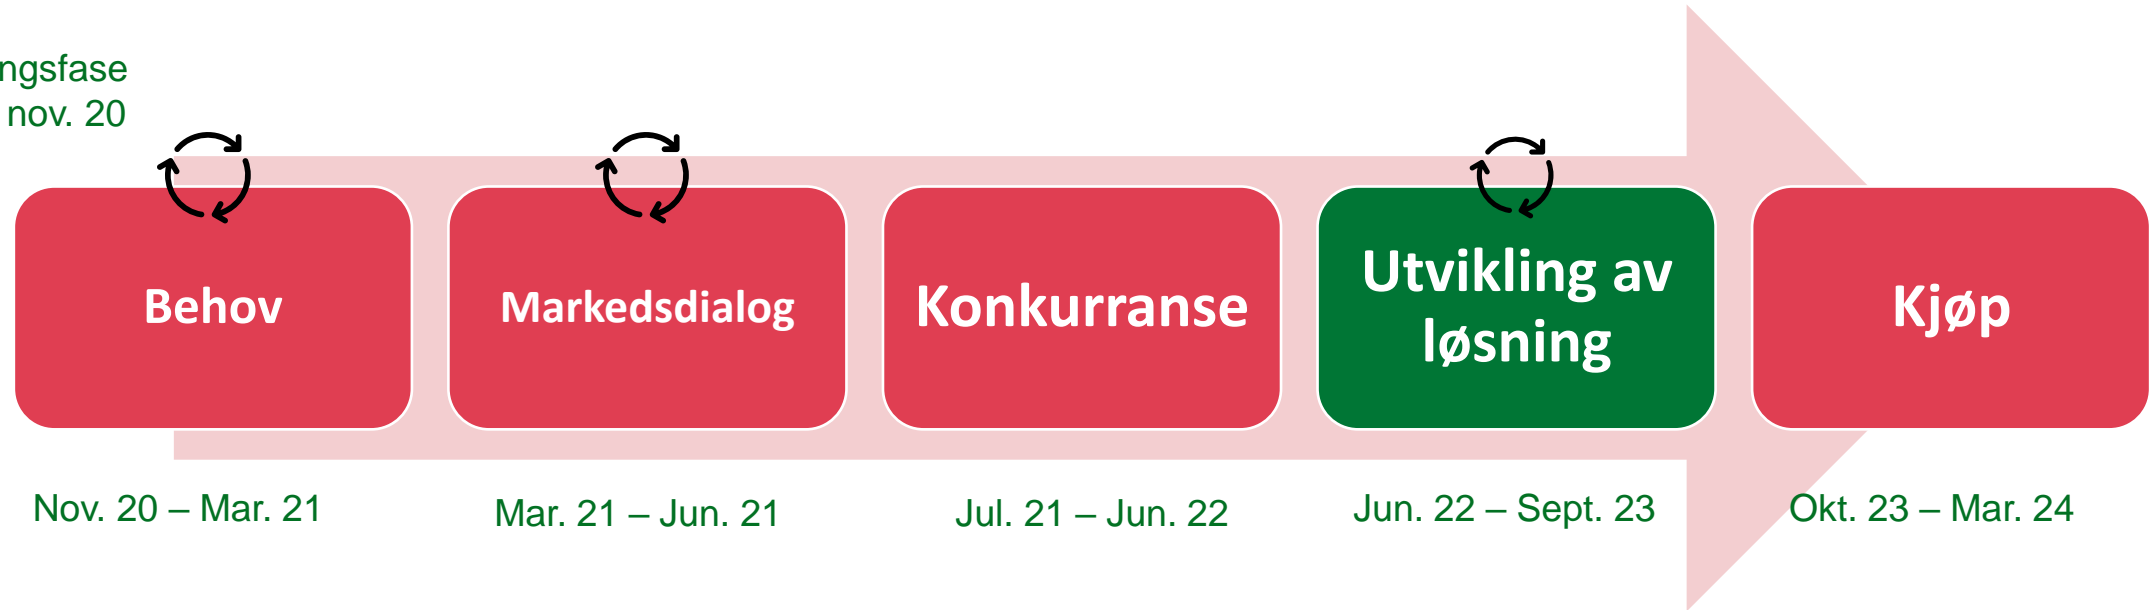 ngsfase
nov. 20
Behov
Markedsdialog
Konkurranse
Utvikling av
løsning
Kjøp
Nov. 20 – Mar. 21
Mar. 21 – Jun. 21
Jul. 21 – Jun. 22
Jun. 22 – Sept. 23
Okt. 23 – Mar. 24